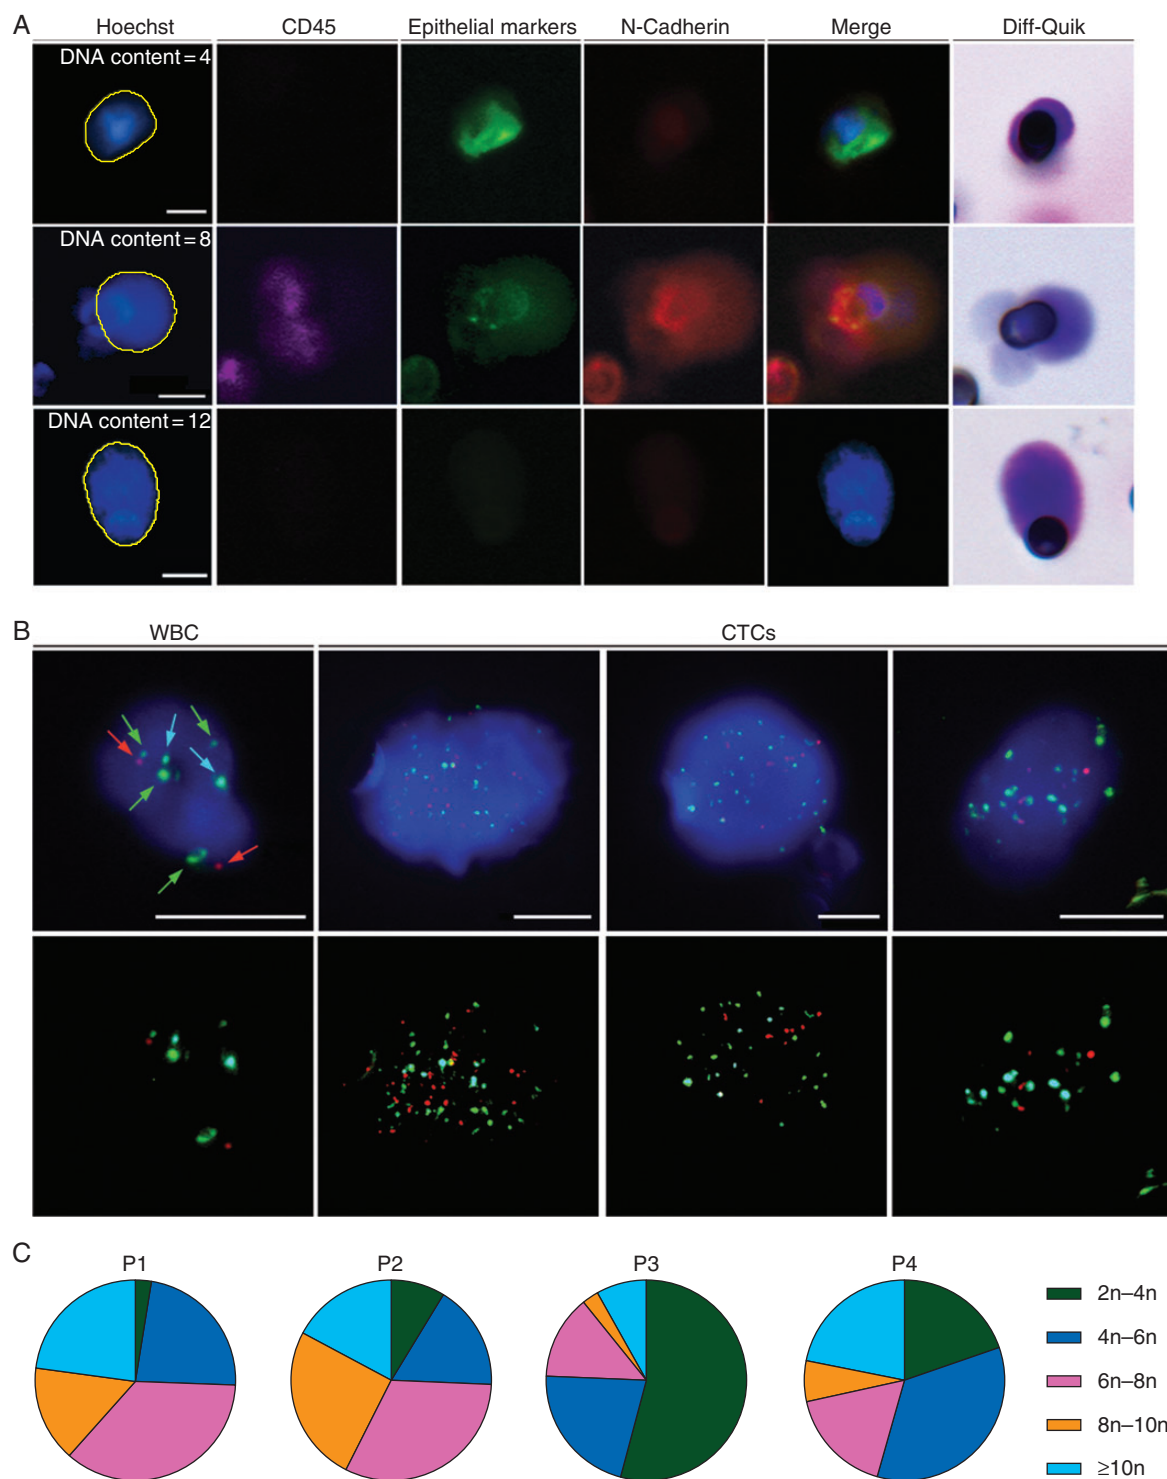 A
Hoechst CD45 Epithelial markers N-Cadherin Merge Diff-Quik
DNA content = 4
DNA content = 8
DNA content = 12
B
WBC CTCs
C
P1 P2 P3 P4
2n–4n
4n–6n
6n–8n
8n–10n
≥10n